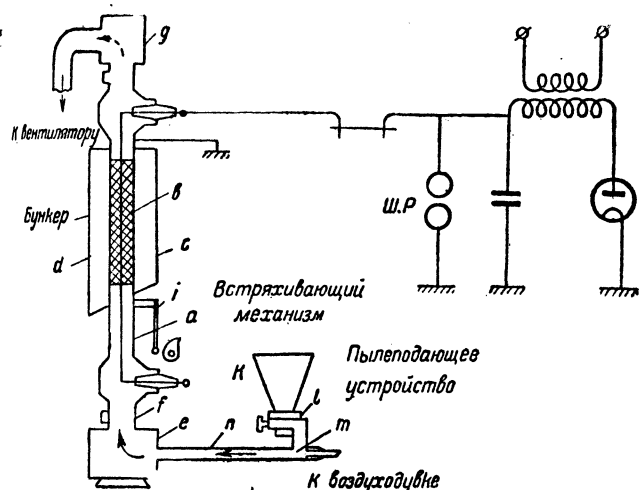 g
К вентилятору
Бункер
b
c
d
Ш.Р
i
Встряхивающий
механизм
a
К
Пылеподающее
устройство
l
f
e
n
m
К воздуходувке